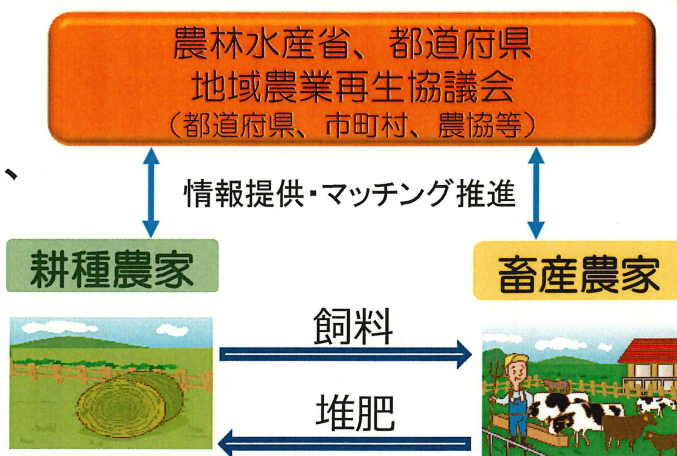 農林水産省、都道府県
地域農業再生協議会
(都道府県、市町村、農協等)
、
情報提供・マッチング推進
耕種農家
畜産農家
飼料
堆肥